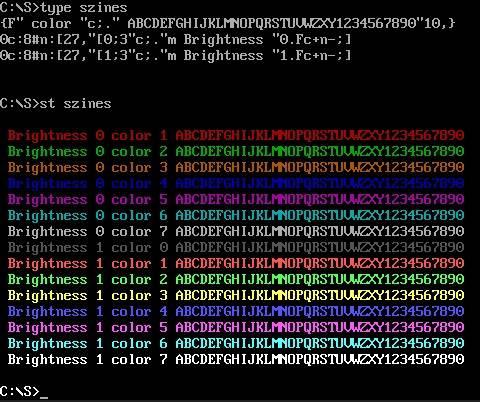 C:\S>type szines
{F" color "c;." ABCDEFGHIJKLMNOPQRSTUVWZXY1234567890"10,}
0c:8#n:[27,"[0;3"c;."m Brightness "0.Fc+n-;]
0c:8#n:[27,"[1;3"c;."m Brightness "1.Fc+n-;]
C:\S>st szines
Brightness 0 color 1 ABCDEFGHIJKLMNOPQRSTUVWZXY1234567890
Brightness 0 color 2 ABCDEFGHIJKLMNOPQRSTUVWZXY1234567890
Brightness 0 color 3 ABCDEFGHIJKLMNOPQRSTUVWZXY1234567890
Brightness 0 color 4 ABCDEFGHIJKLMNOPQRSTUVWZXY1234567890
Brightness 0 color 5 ABCDEFGHIJKLMNOPQRSTUVWZXY1234567890
Brightness 0 color 6 ABCDEFGHIJKLMNOPQRSTUVWZXY1234567890
Brightness 0 color 7 ABCDEFGHIJKLMNOPQRSTUVWZXY1234567890
Brightness 1 color 0 ABCDEFGHIJKLMNOPQRSTUVWZXY1234567890
Brightness 1 color 1 ABCDEFGHIJKLMNOPQRSTUVWZXY1234567890
Brightness 1 color 2 ABCDEFGHIJKLMNOPQRSTUVWZXY1234567890
Brightness 1 color 3 ABCDEFGHIJKLMNOPQRSTUVWZXY1234567890
Brightness 1 color 4 ABCDEFGHIJKLMNOPQRSTUVWZXY1234567890
Brightness 1 color 5 ABCDEFGHIJKLMNOPQRSTUVWZXY1234567890
Brightness 1 color 6 ABCDEFGHIJKLMNOPQRSTUVWZXY1234567890
Brightness 1 color 7 ABCDEFGHIJKLMNOPQRSTUVWZXY1234567890
C:\S>_